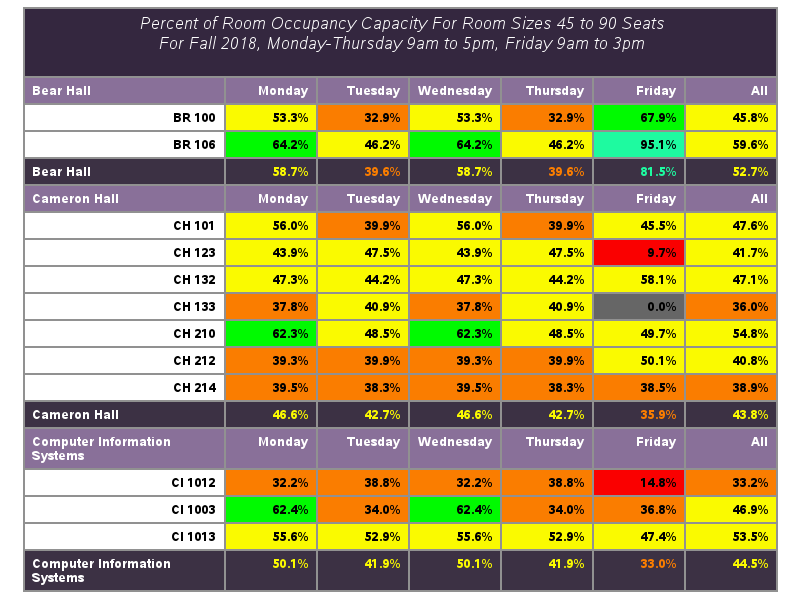 Percent of Room Occupancy Capacity For Room Sizes 45 to 90 Seats
For Fall 2018, Monday-Thursday 9am to 5pm, Friday 9am to 3pm
Bear Hall Monday Tuesday Wednesday Thursday Friday All
BR 100 53.3% 32.9% 53.3% 32.9% 67.9% 45.8%
BR 106 64.2% 46.2% 64.2% 46.2% 95.1% 59.6%
Bear Hall 58.7% 39.6% 58.7% 39.6% 81.5% 52.7%
Cameron Hall Monday Tuesday Wednesday Thursday Friday All
CH 101 56.0% 39.9% 56.0% 39.9% 45.5% 47.6%
CH 123 43.9% 47.5% 43.9% 47.5% 9.7% 41.7%
CH 132 47.3% 44.2% 47.3% 44.2% 58.1% 47.1%
CH 133 37.8% 40.9% 37.8% 40.9% 0.0% 36.0%
CH 210 62.3% 48.5% 62.3% 48.5% 49.7% 54.8%
CH 212 39.3% 39.9% 39.3% 39.9% 50.1% 40.8%
CH 214 39.5% 38.3% 39.5% 38.3% 38.5% 38.9%
Cameron Hall 46.6% 42.7% 46.6% 42.7% 35.9% 43.8%
Computer Information Monday Tuesday Wednesday Thursday Friday All
Systems
CI 1012 32.2% 38.8% 32.2% 38.8% 14.8% 33.2%
CI 1003 62.4% 34.0% 62.4% 34.0% 36.8% 46.9%
CI 1013 55.6% 52.9% 55.6% 52.9% 47.4% 53.5%
Computer Information 50.1% 41.9% 50.1% 41.9% 33.0% 44.5%
Systems